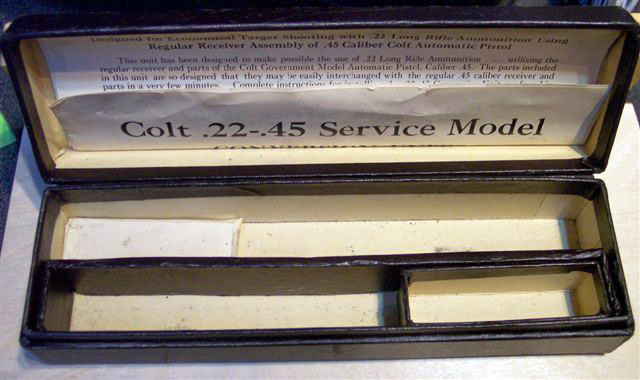 Designed for Economical Target Shooting with .22 Long Rifle Ammunition Using
Regular Receiver Assembly of .45 Caliber Colt Automatic Pistol
This unit has been designed to make possible the use of .22 Long Rifle Ammunition . . . . utilizing the
regular receiver and parts of the Colt Government Model Automatic Pistol, Caliber .45. The parts included
in this unit are so designed that they may be easily interchanged with the regular .45 caliber receiver and
parts in a very few minutes. Complete instructions for
Colt .22-.45 Service Model
CONVERSION UNIT